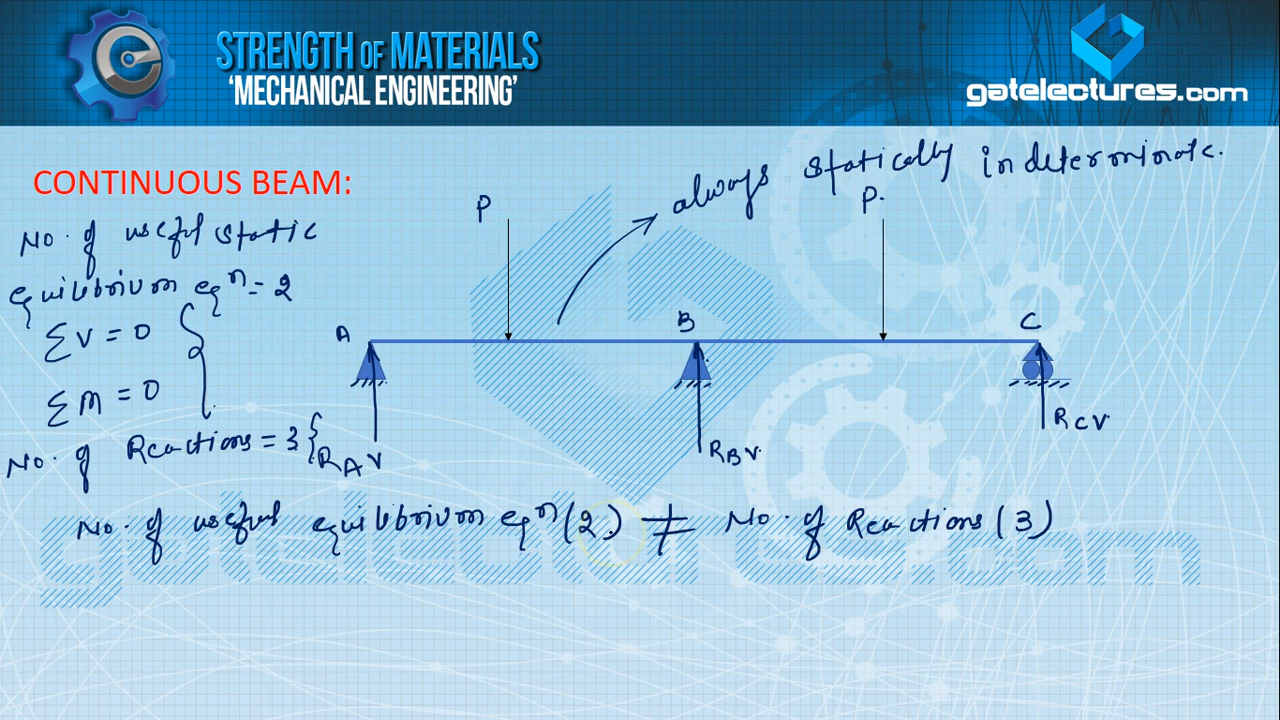 STRENGTH OF MATERIALS
'MECHANICAL ENGINEERING'
gatelectures.com
CONTINUOUS BEAM:
always statically indeterminate.
No. of useful static
equilibrium eqn = 2
ΣV = 0
ΣM = 0
No. of Reactions = 3 { RAV
P
P.
A
B
C
RBV.
RCV.
No. of useful equilibrium eqn (2) ≠ No. of Reactions (3)
gatelectures.com